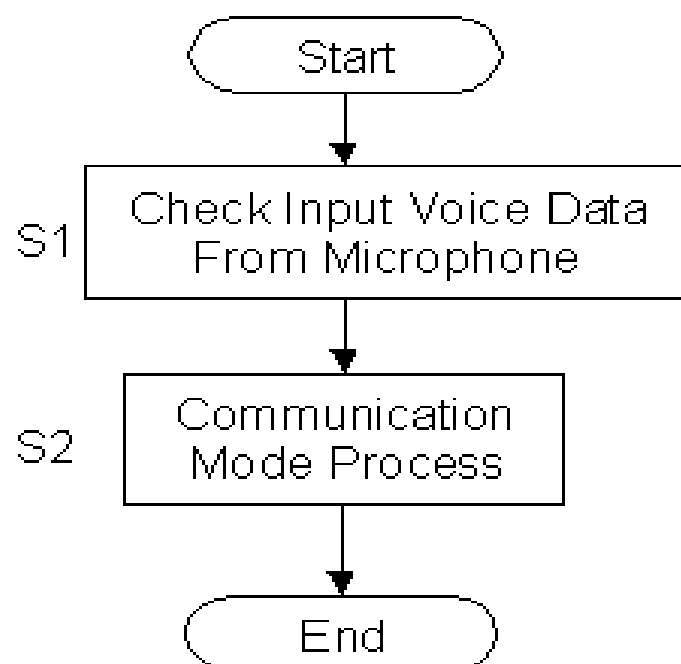 Start
S1
Check Input Voice Data
From Microphone
S2
Communication
Mode Process
End